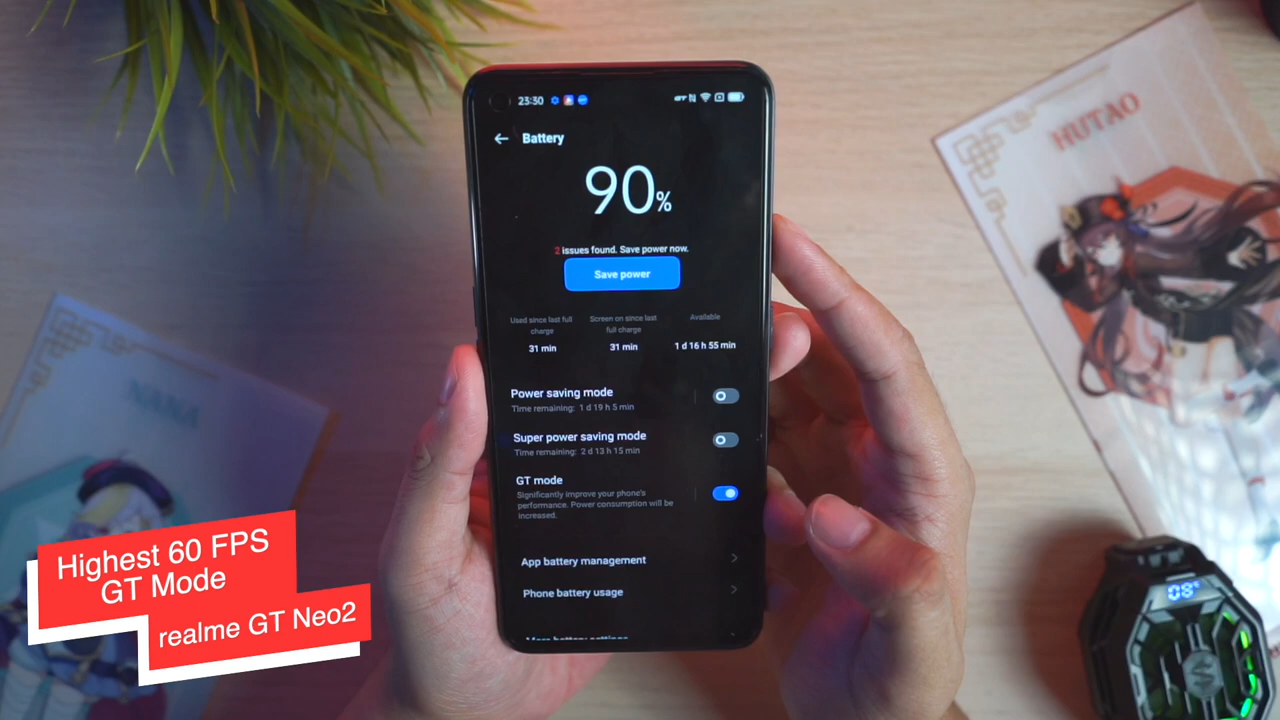 23:30
Battery
90%
2 issues found. Save power now.
Save power
Used since last full
charge
31 min
Screen on since last
full charge
31 min
Available
1 d 16 h 55 min
Power saving mode
Time remaining: 1 d 19 h 5 min
Super power saving mode
Time remaining: 2 d 13 h 15 min
GT mode
Significantly improve your phone's
performance. Power consumption will be
increased.
App battery management
Phone battery usage
More battery settings
HUTAO
Highest 60 FPS
GT Mode
realme GT Neo2